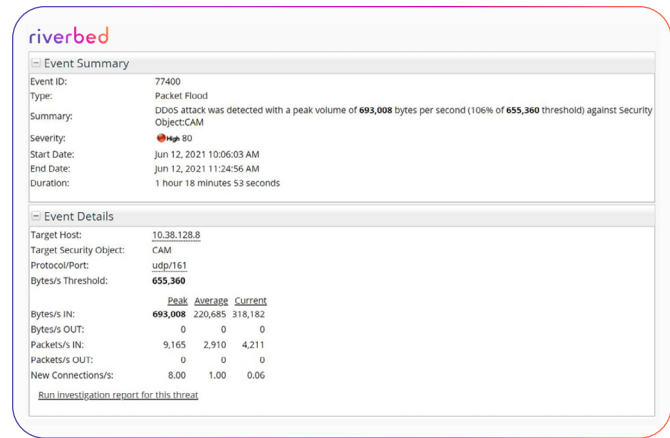 riverbed
Event Summary
Event ID: 77400
Type: Packet Flood
Summary: DDoS attack was detected with a peak volume of 693,008 bytes per second (106% of 655,360 threshold) against Security
Object:CAM
Severity: High 80
Start Date: Jun 12, 2021 10:06:03 AM
End Date: Jun 12, 2021 11:24:56 AM
Duration: 1 hour 18 minutes 53 seconds
Event Details
Target Host: 10.38.128.8
Target Security Object: CAM
Protocol/Port: udp/161
Bytes/s Threshold: 655,360
Peak Average Current
Bytes/s IN: 693,008 220,685 318,182
Bytes/s OUT: 0 0 0
Packets/s IN: 9,165 2,910 4,211
Packets/s OUT: 0 0 0
New Connections/s: 8.00 1.00 0.06
Run investigation report for this threat